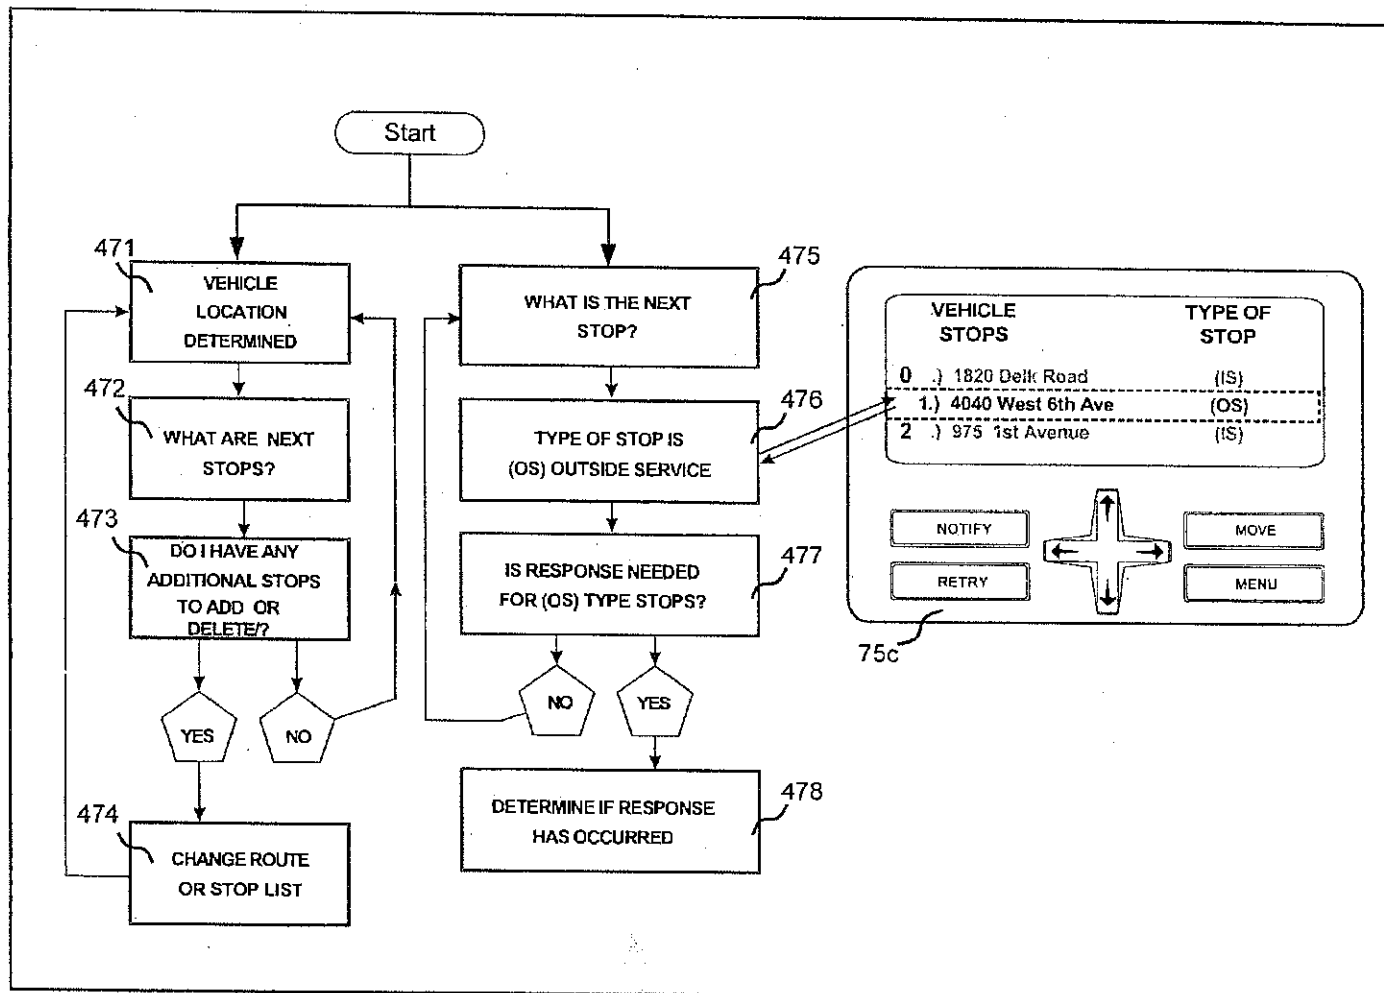 Start
471
VEHICLE
LOCATION
DETERMINED
472
WHAT ARE NEXT
STOPS?
473
DO I HAVE ANY
ADDITIONAL STOPS
TO ADD OR
DELETE/?
YES
NO
474
CHANGE ROUTE
OR STOP LIST
475
WHAT IS THE NEXT
STOP?
476
TYPE OF STOP IS
(OS) OUTSIDE SERVICE
477
IS RESPONSE NEEDED
FOR (OS) TYPE STOPS?
NO
YES
478
DETERMINE IF RESPONSE
HAS OCCURRED
VEHICLE STOPS TYPE OF STOP
0 .) 1820 Delk Road (IS)
1.) 4040 West 6th Ave (OS)
2 .) 975 1st Avenue (IS)
NOTIFY
MOVE
RETRY
MENU
75c